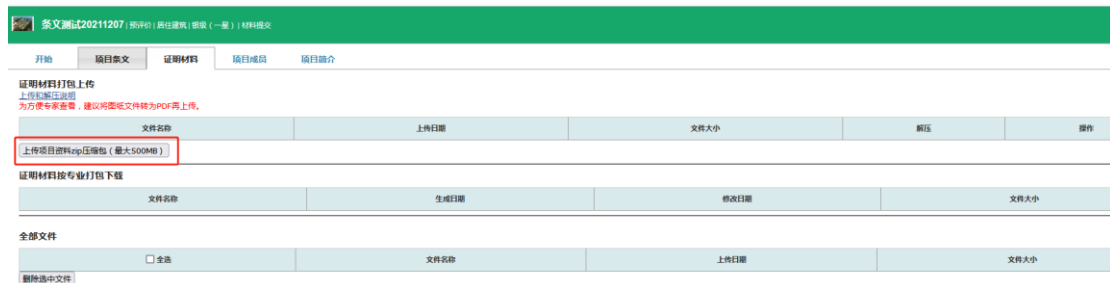 条文测试20211207 | 预评价 | 居住建筑 | 银级（一星）| 材料提交
开始 项目条文 证明材料 项目成员 项目简介
证明材料打包上传
上传和解压说明
为方便专家查看，建议将图纸文件转为PDF再上传。
文件名称 上传日期 文件大小 解压 操作
上传项目资料zip压缩包（最大500MB）
证明材料按专业打包下载
文件名称 生成日期 修改日期 文件大小
全部文件
全选 文件名称 上传日期 文件大小
删除选中文件